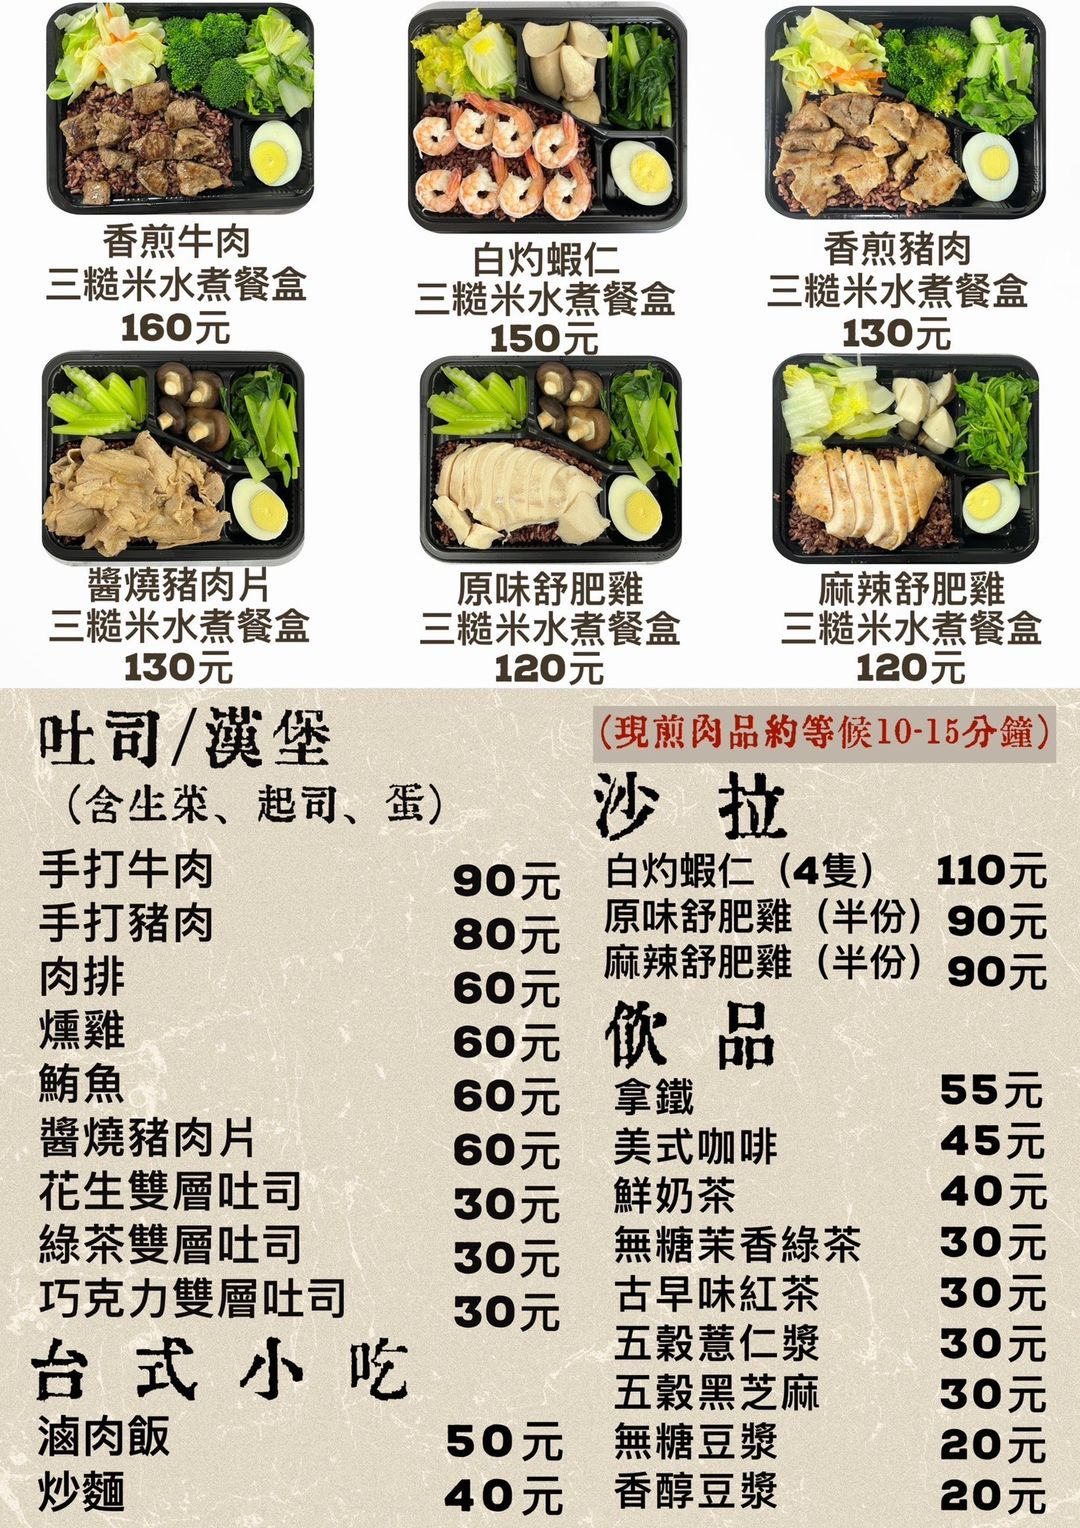 香煎牛肉
三糙米水煮餐盒
160元
白灼蝦仁
三糙米水煮餐盒
150元
香煎豬肉
三糙米水煮餐盒
130元
醬燒豬肉片
三糙米水煮餐盒
130元
原味舒肥雞
三糙米水煮餐盒
120元
麻辣舒肥雞
三糙米水煮餐盒
120元
吐司/漢堡
（含生菜、起司、蛋）
手打牛肉 90元
手打豬肉 80元
肉排 60元
燻雞 60元
鮪魚 60元
醬燒豬肉片 60元
花生雙層吐司 30元
綠茶雙層吐司 30元
巧克力雙層吐司 30元
台式小吃
滷肉飯 50元
炒麵 40元
（現煎肉品約等候10-15分鐘）
沙拉
白灼蝦仁（4隻） 110元
原味舒肥雞（半份） 90元
麻辣舒肥雞（半份） 90元
飲品
拿鐵 55元
美式咖啡 45元
鮮奶茶 40元
無糖茉香綠茶 30元
古早味紅茶 30元
五穀薏仁漿 30元
五穀黑芝麻 30元
無糖豆漿 20元
香醇豆漿 20元